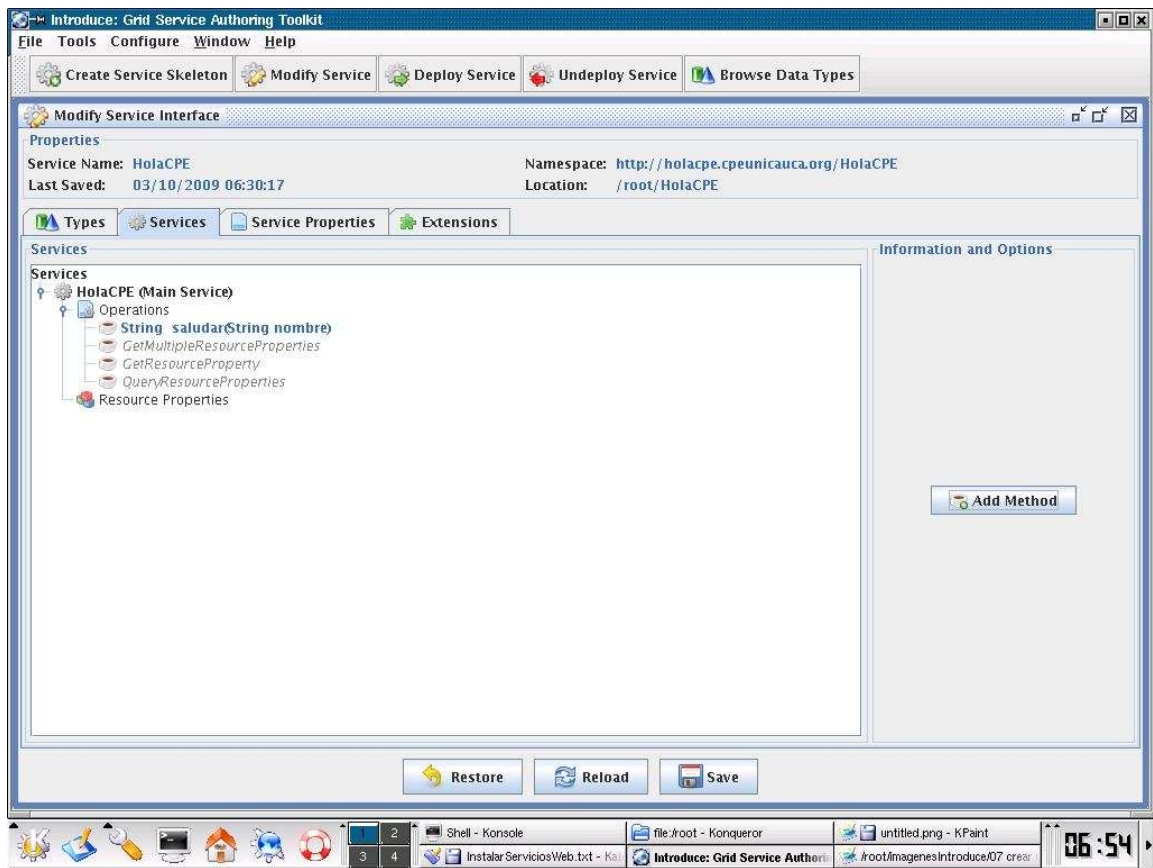 Introduce: Grid Service Authoring Toolkit
File Tools Configure Window Help
Create Service Skeleton Modify Service Deploy Service Undeploy Service Browse Data Types
Modify Service Interface
Properties
Service Name: HolaCPE Namespace: http://holacpe.cpeunicauca.org/HolaCPE
Last Saved: 03/10/2009 06:30:17 Location: /root/HolaCPE
Types Services Service Properties Extensions
Services Information and Options
Services
HolaCPE (Main Service)
Operations
String saludar(String nombre)
GetMultipleResourceProperties
GetResourceProperty
QueryResourceProperties
Resource Properties
Add Method
Restore Reload Save
1 2 Shell - Konsole file:/root - Konqueror untitled.png - KPaint 06:54
3 4 InstalarServiciosWeb.txt - Introduce: Grid Service Authori /root/ImagenesIntroduce/07 crear